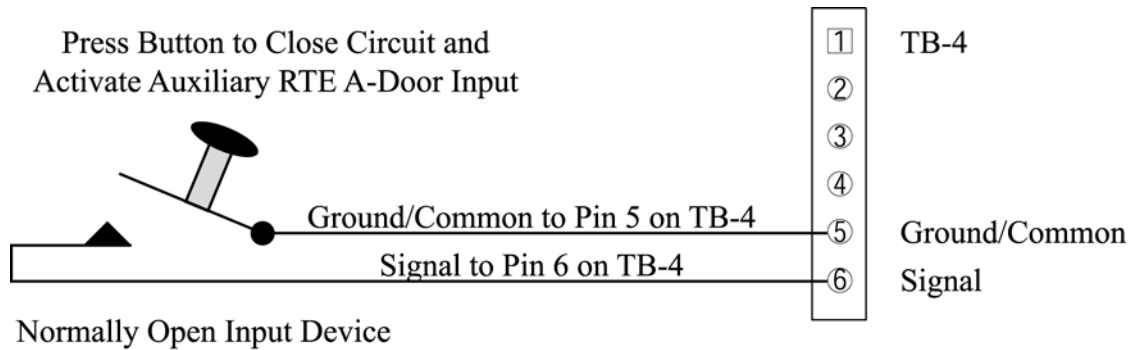 Press Button to Close Circuit and
Activate Auxiliary RTE A-Door Input
1 TB-4
2
3
4
Ground/Common to Pin 5 on TB-4 5 Ground/Common
Signal to Pin 6 on TB-4 6 Signal
Normally Open Input Device